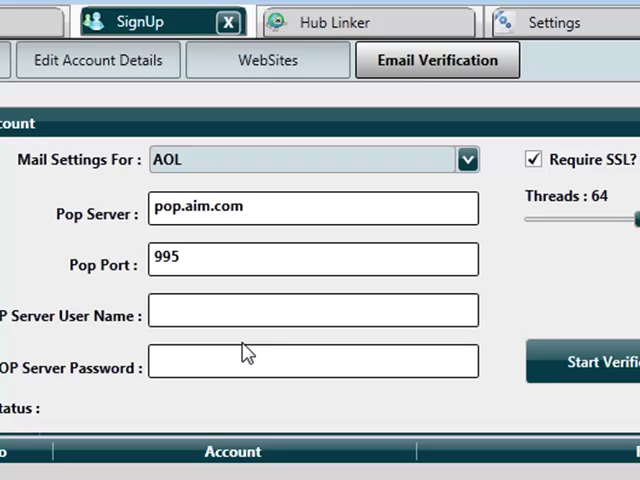 SignUp X Hub Linker Settings
Edit Account Details WebSites Email Verification
count
Mail Settings For : AOL Require SSL?
Threads : 64
Pop Server : pop.aim.com
Pop Port : 995
P Server User Name :
OP Server Password : Start Verifi
tatus :
o Account